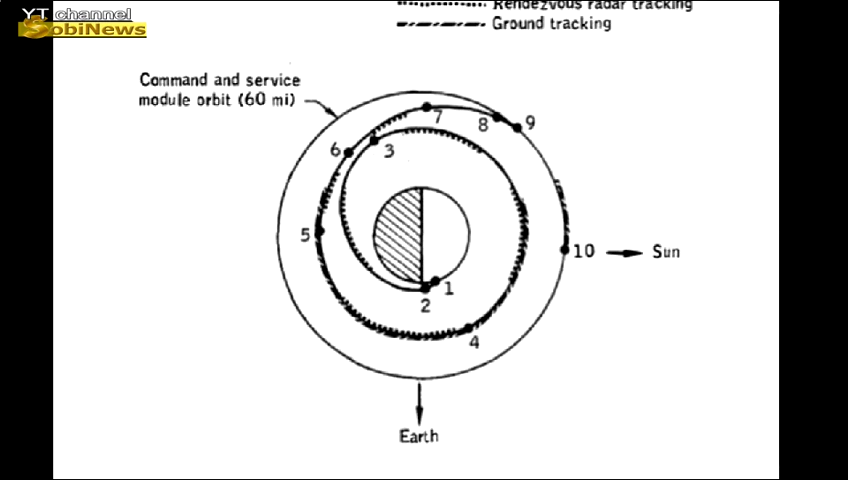 YT channel
SobiNews
Rendezvous radar tracking
Ground tracking
Command and service
module orbit (60 mi)
7
8
9
6
3
5
10
Sun
1
2
4
Earth